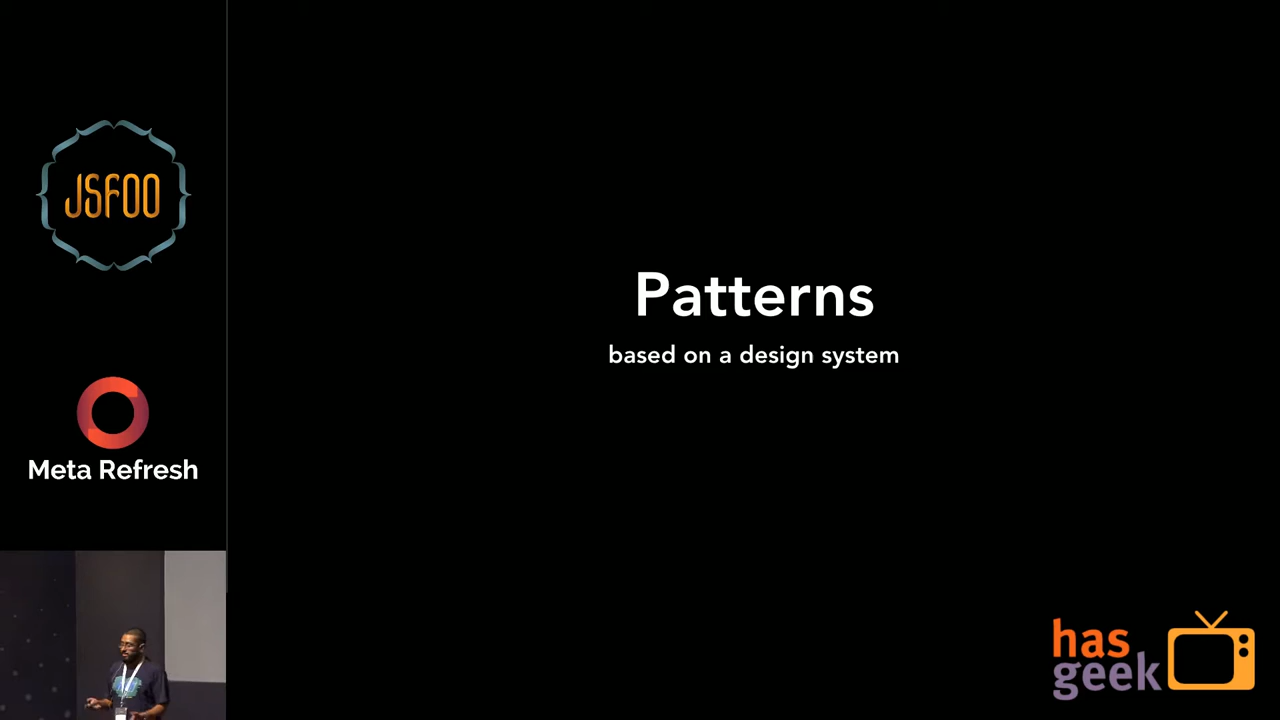 JSFOO
Meta Refresh
Patterns
based on a design system
has
geek